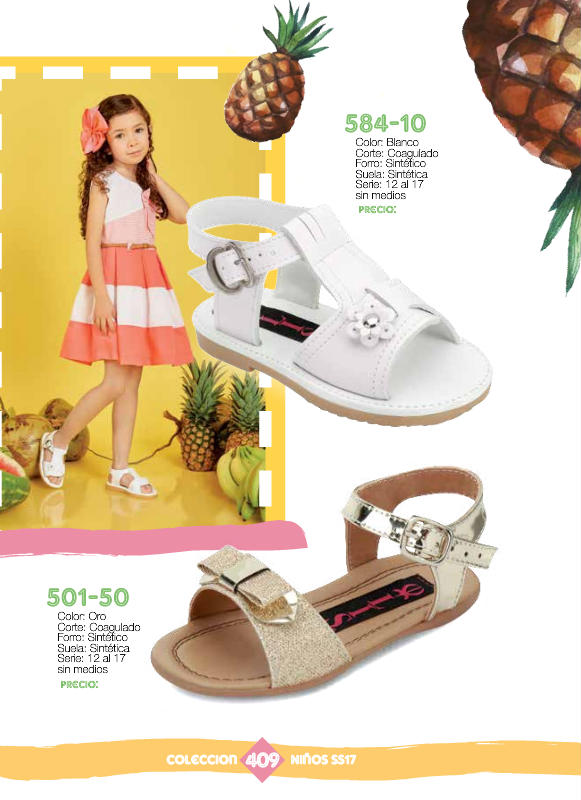 584-10
Color: Blanco
Corte: Coagulado
Forro: Sintético
Suela: Sintética
Serie: 12 al 17
sin medios
PRECIO:
501-50
Color: Oro
Corte: Coagulado
Forro: Sintético
Suela: Sintética
Serie: 12 al 17
sin medios
PRECIO:
COLECCION 409 NIÑOS SS17